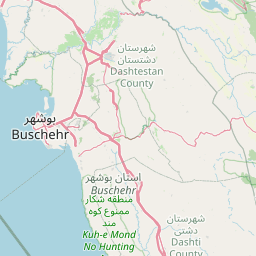 شهرستان
دشتستان
Dashtestan
County
بوشهر
Buschehr
استان بوشهر
Buschehr
منطقه شکار
ممنوع کوه
مند
Kuh-e Mond
No Hunting
شهرستان
دشتی
Dashti
County